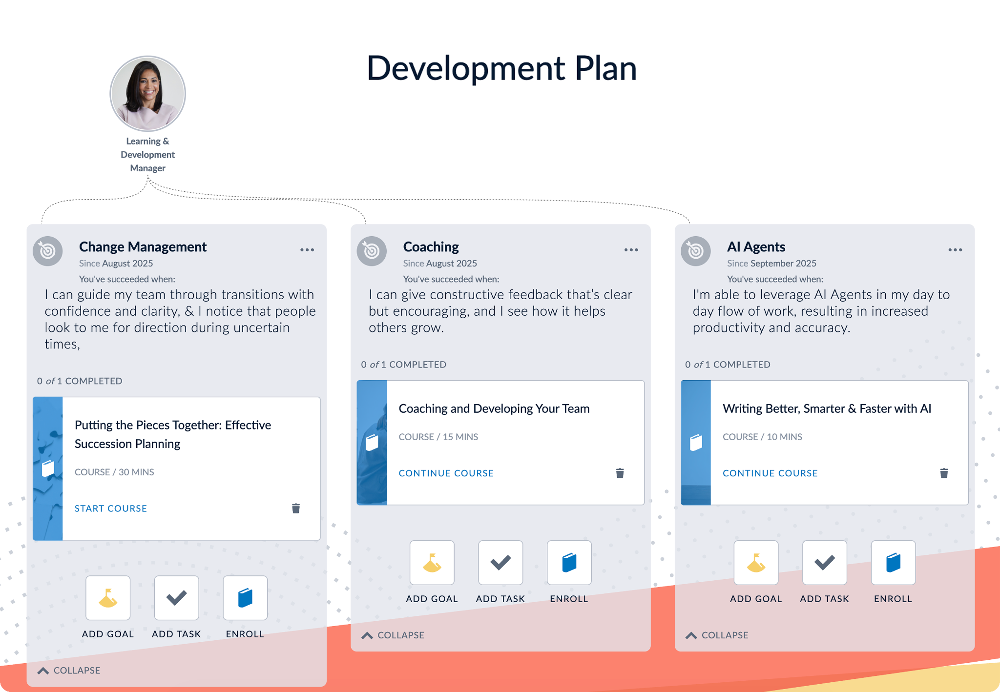 Development Plan
Learning &
Development
Manager
Change Management
Since August 2025
You've succeeded when:
I can guide my team through transitions with
confidence and clarity, & I notice that people
look to me for direction during uncertain
times,
0 of 1 COMPLETED
Putting the Pieces Together: Effective
Succession Planning
COURSE / 30 MINS
START COURSE
ADD GOAL
ADD TASK
ENROLL
COLLAPSE
Coaching
Since August 2025
You've succeeded when:
I can give constructive feedback that’s clear
but encouraging, and I see how it helps
others grow.
0 of 1 COMPLETED
Coaching and Developing Your Team
COURSE / 15 MINS
CONTINUE COURSE
ADD GOAL
ADD TASK
ENROLL
COLLAPSE
AI Agents
Since September 2025
You've succeeded when:
I'm able to leverage AI Agents in my day to
day flow of work, resulting in increased
productivity and accuracy.
0 of 1 COMPLETED
Writing Better, Smarter & Faster with AI
COURSE / 10 MINS
CONTINUE COURSE
ADD GOAL
ADD TASK
ENROLL
COLLAPSE